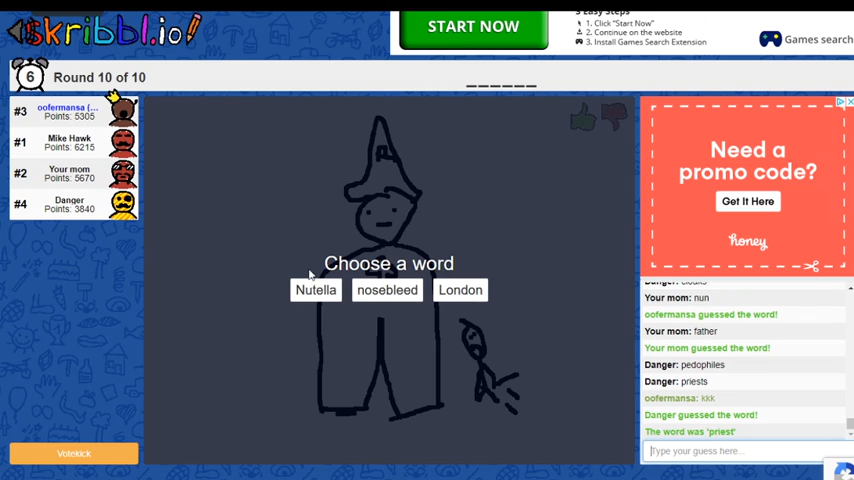 skribbl.io
START NOW
3 Easy Steps
1. Click "Start Now"
2. Continue on the website
3. Install Games Search Extension
Games search
6
Round 10 of 10
______
#3
oofermansa (...
Points: 5305
#1
Mike Hawk
Points: 6215
#2
Your mom
Points: 5670
#4
Danger
Points: 3840
Choose a word
Nutella
nosebleed
London
Need a
promo code?
Get It Here
honey
Danger: cloaks
Your mom: nun
oofermansa guessed the word!
Your mom: father
Your mom guessed the word!
Danger: pedophiles
Danger: priests
oofermansa: kkk
Danger guessed the word!
The word was 'priest'
Type your guess here...
Votekick